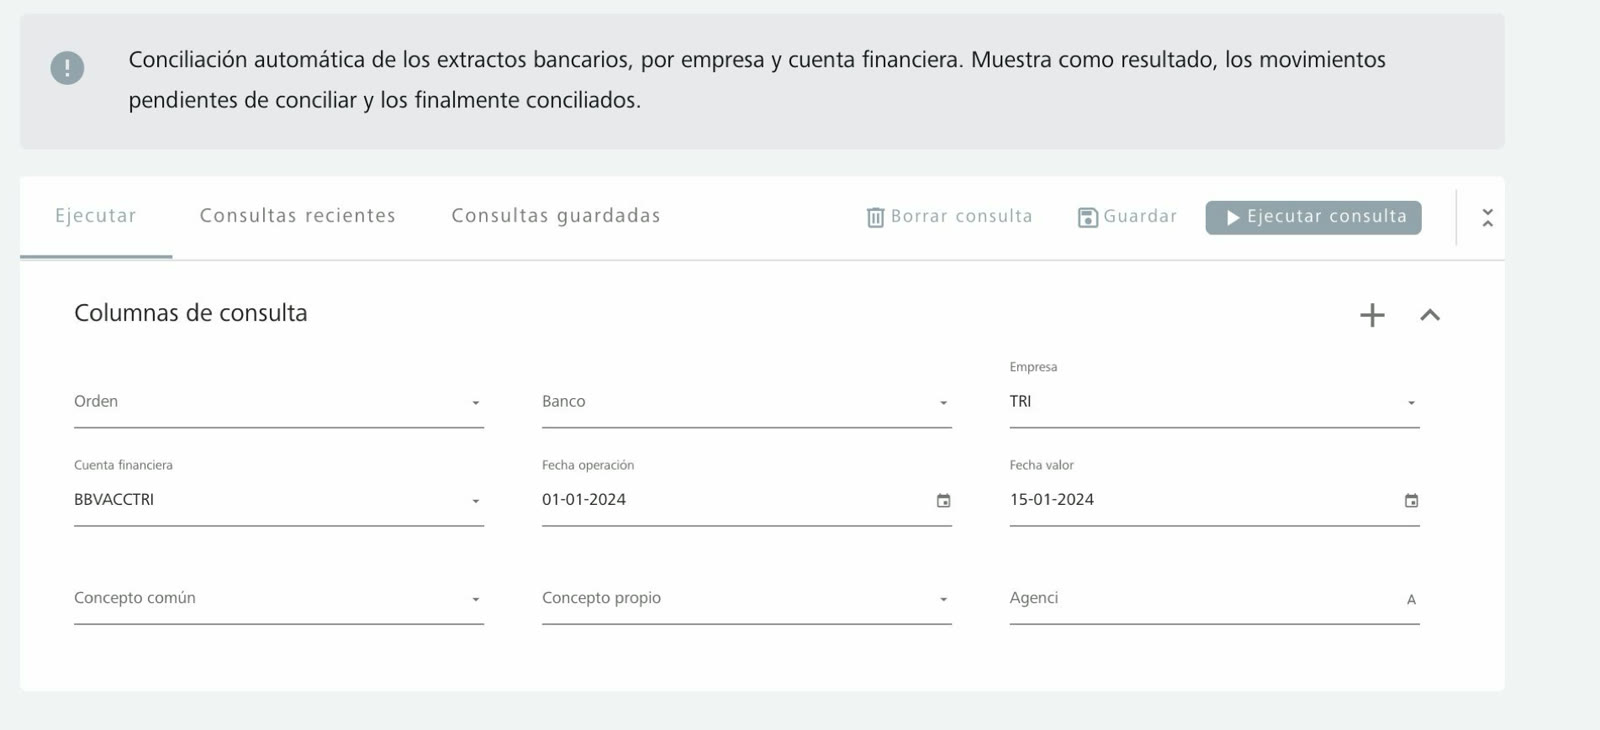 Conciliación automática de los extractos bancarios, por empresa y cuenta financiera. Muestra como resultado, los movimientos
pendientes de conciliar y los finalmente conciliados.
Ejecutar Consultas recientes Consultas guardadas Borrar consulta Guardar Ejecutar consulta
Columnas de consulta
Orden
Banco
Empresa
TRI
Cuenta financiera
BBVACCTRI
Fecha operación
01-01-2024
Fecha valor
15-01-2024
Concepto común
Concepto propio
Agenci A